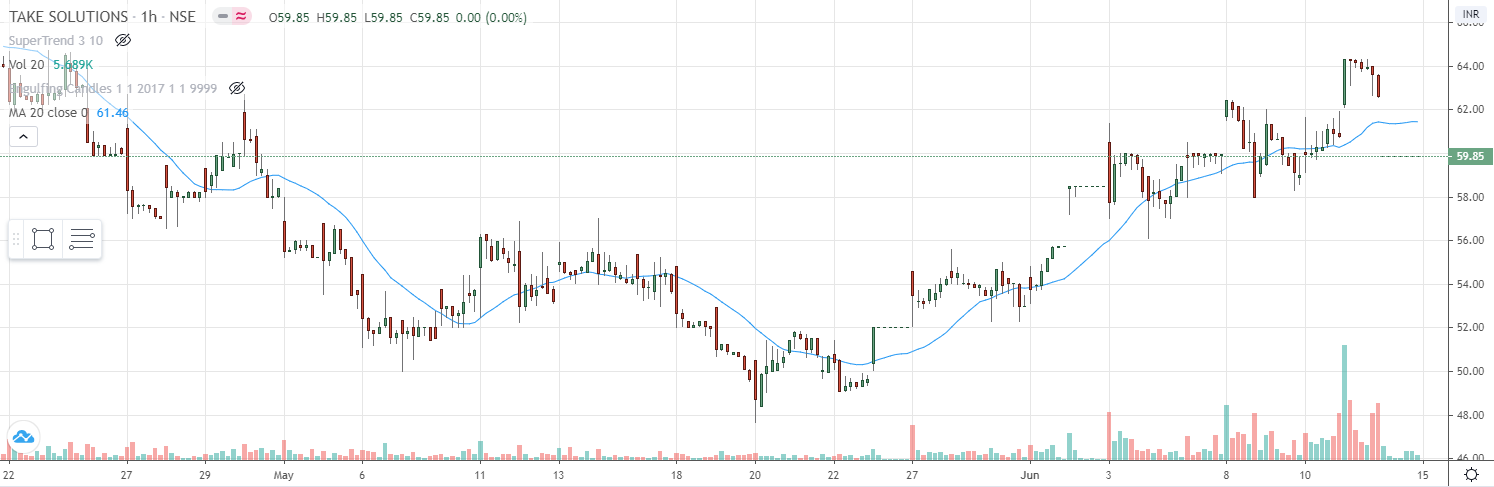 TAKE SOLUTIONS · 1h · NSE O59.85 H59.85 L59.85 C59.85 0.00 (0.00%)
INR
SuperTrend 3 10
Vol 20 5.689K
Engulfing Candles 1 1 2017 1 1 9999
MA 20 close 0 61.46
66.00
64.00
62.00
59.85
58.00
56.00
54.00
52.00
50.00
48.00
46.00
22 27 29 May 6 11 13 18 20 22 27 Jun 3 8 10 15